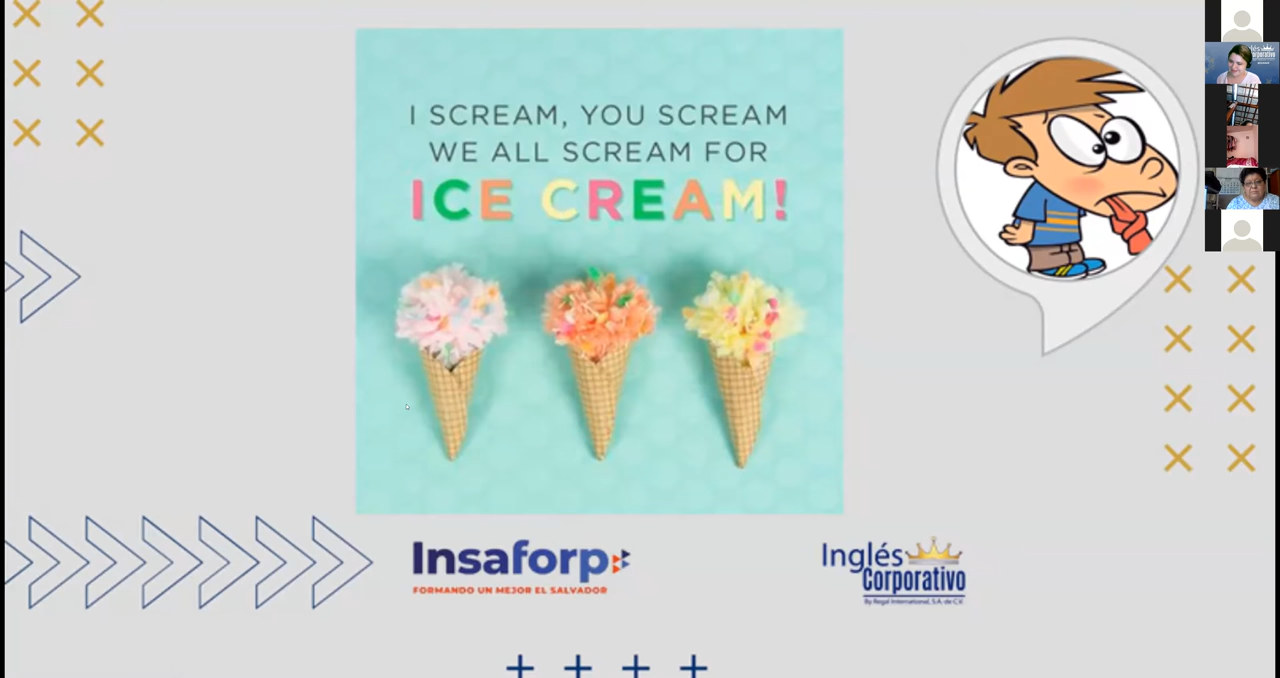 I SCREAM, YOU SCREAM
WE ALL SCREAM FOR
ICE CREAM!
Insaforp
FORMANDO UN MEJOR EL SALVADOR
Inglés
Corporativo
By Regal International, S.A. de C.V.